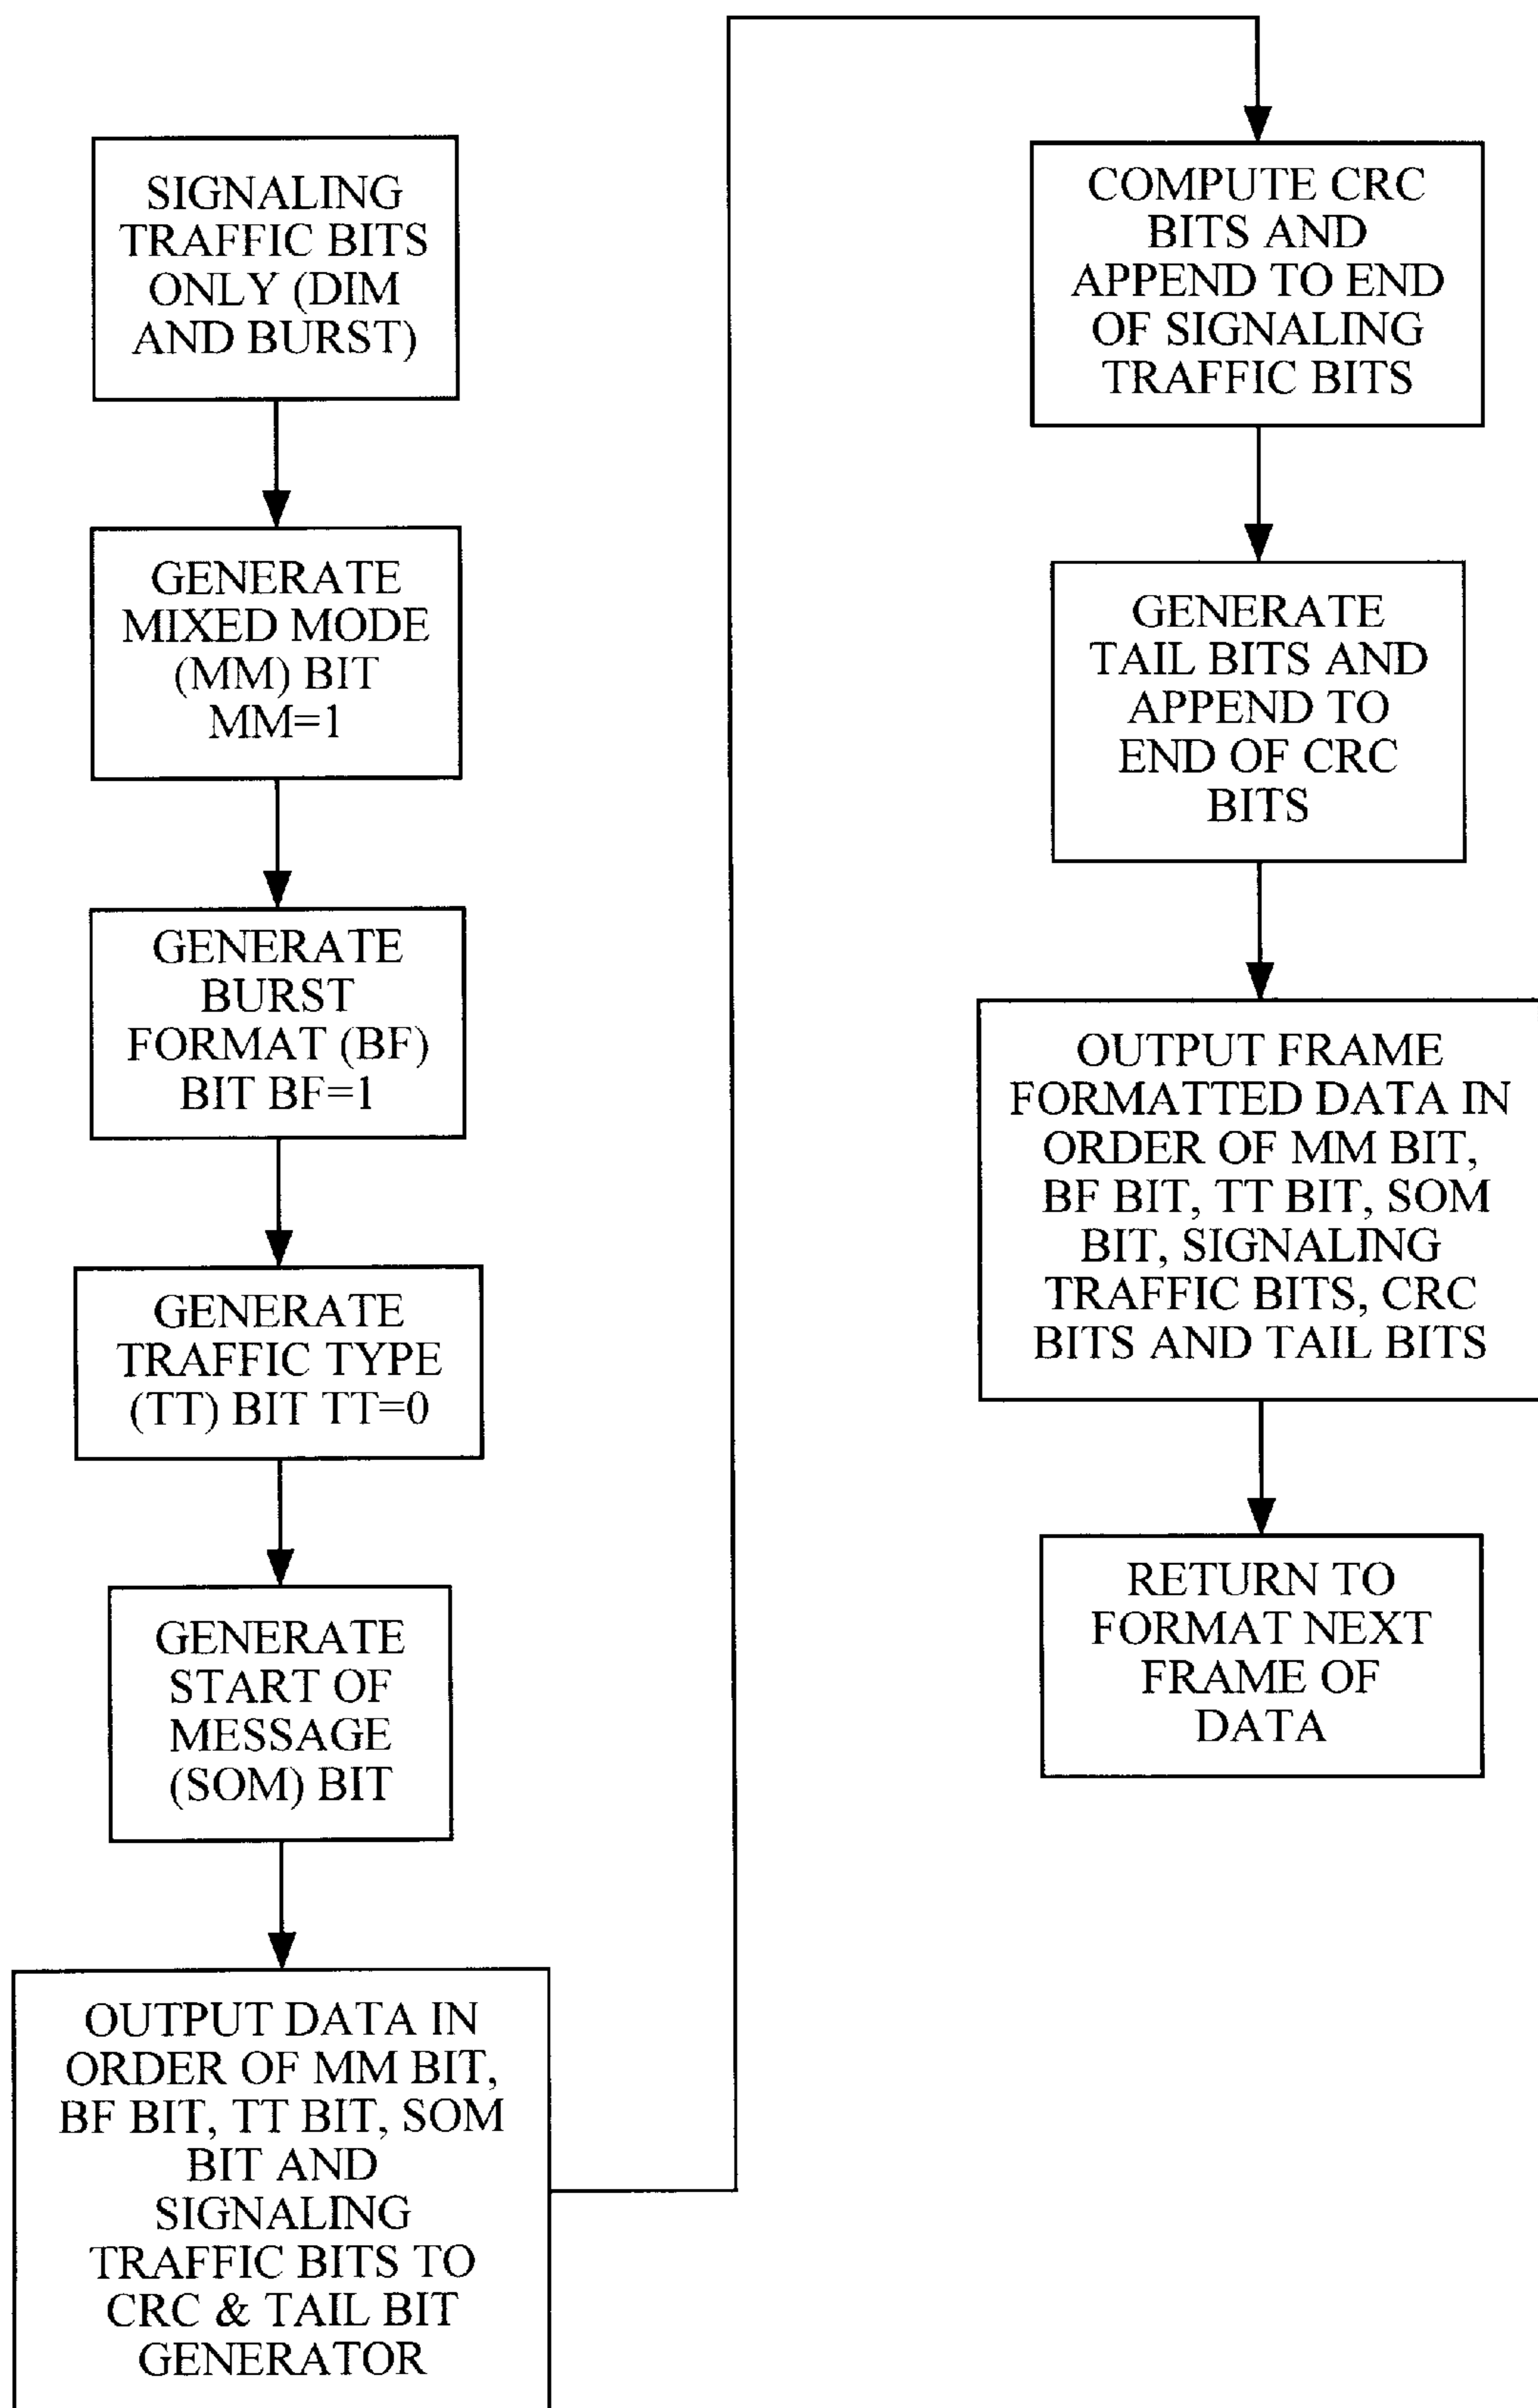 SIGNALING
TRAFFIC BITS
ONLY (DIM
AND BURST)
GENERATE
MIXED MODE
(MM) BIT
MM=1
GENERATE
BURST
FORMAT (BF)
BIT BF=1
GENERATE
TRAFFIC TYPE
(TT) BIT TT=0
GENERATE
START OF
MESSAGE
(SOM) BIT
OUTPUT DATA IN
ORDER OF MM BIT,
BF BIT, TT BIT, SOM
BIT AND
SIGNALING
TRAFFIC BITS TO
CRC & TAIL BIT
GENERATOR
COMPUTE CRC
BITS AND
APPEND TO END
OF SIGNALING
TRAFFIC BITS
GENERATE
TAIL BITS AND
APPEND TO
END OF CRC
BITS
OUTPUT FRAME
FORMATTED DATA IN
ORDER OF MM BIT,
BF BIT, TT BIT, SOM
BIT, SIGNALING
TRAFFIC BITS, CRC
BITS AND TAIL BITS
RETURN TO
FORMAT NEXT
FRAME OF
DATA